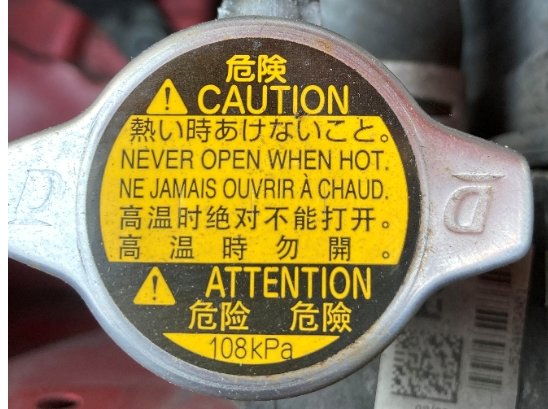 危険
CAUTION
熱い時あけないこと。
NEVER OPEN WHEN HOT.
NE JAMAIS OUVRIR À CHAUD.
高温时绝对不能打开。
高温時勿開。
ATTENTION
危险 危險
108kPa